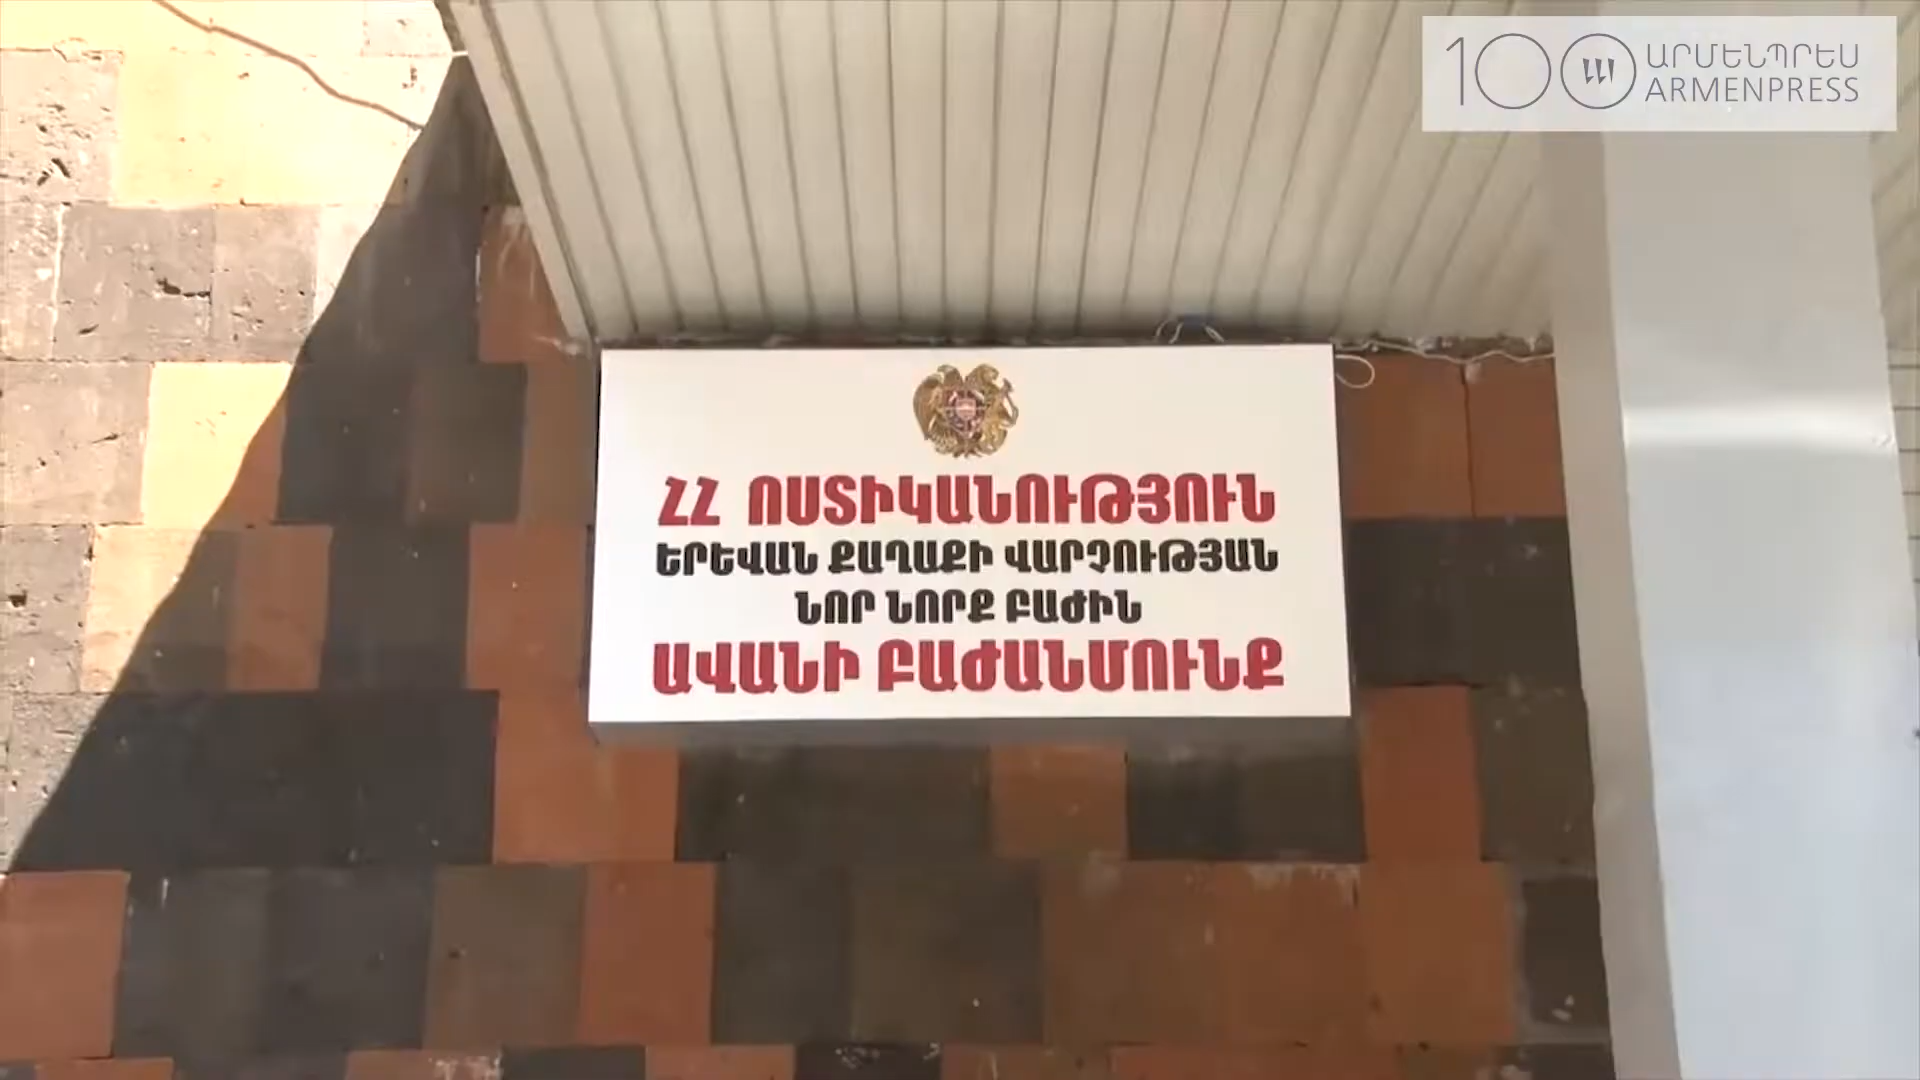 100 ԱՐՄԵՆՊՐԵՍ
ARMENPRESS
ՀՀ ՈՍՏԻԿԱՆՈՒԹՅՈՒՆ
ԵՐԵՎԱՆ ՔԱՂԱՔԻ ՎԱՐՉՈՒԹՅԱՆ
ՆՈՐ ՆՈՐՔ ԲԱԺԻՆ
ԱՎԱՆԻ ԲԱԺԱՆՄՈՒՆՔ